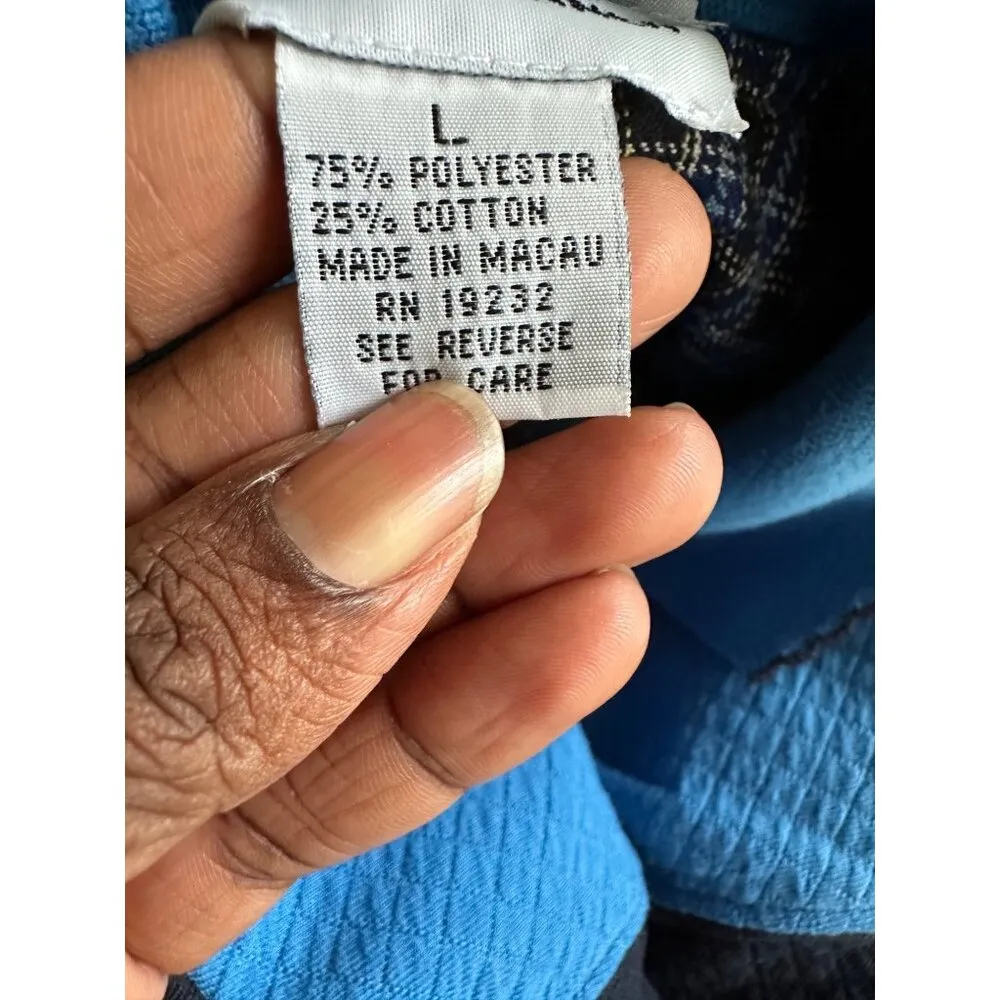 L
75% POLYESTER
25% COTTON
MADE IN MACAU
RN 19232
SEE REVERSE
FOR CARE